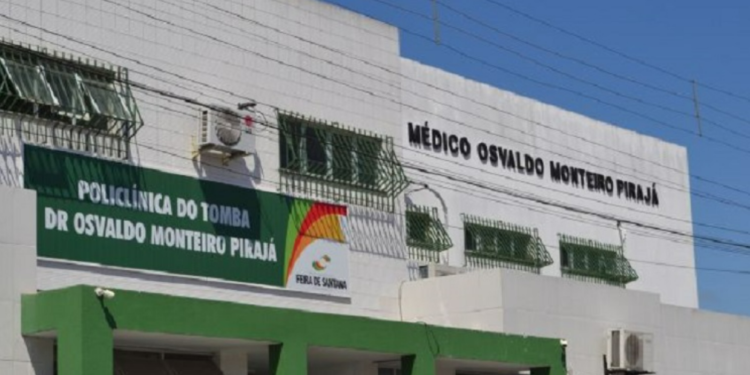 MÉDICO OSVALDO MONTEIRO PIRAJÁ
POLICLÍNICA DO TOMBA
DR OSVALDO MONTEIRO PIRAJÁ
FEIRA DE SANTANA